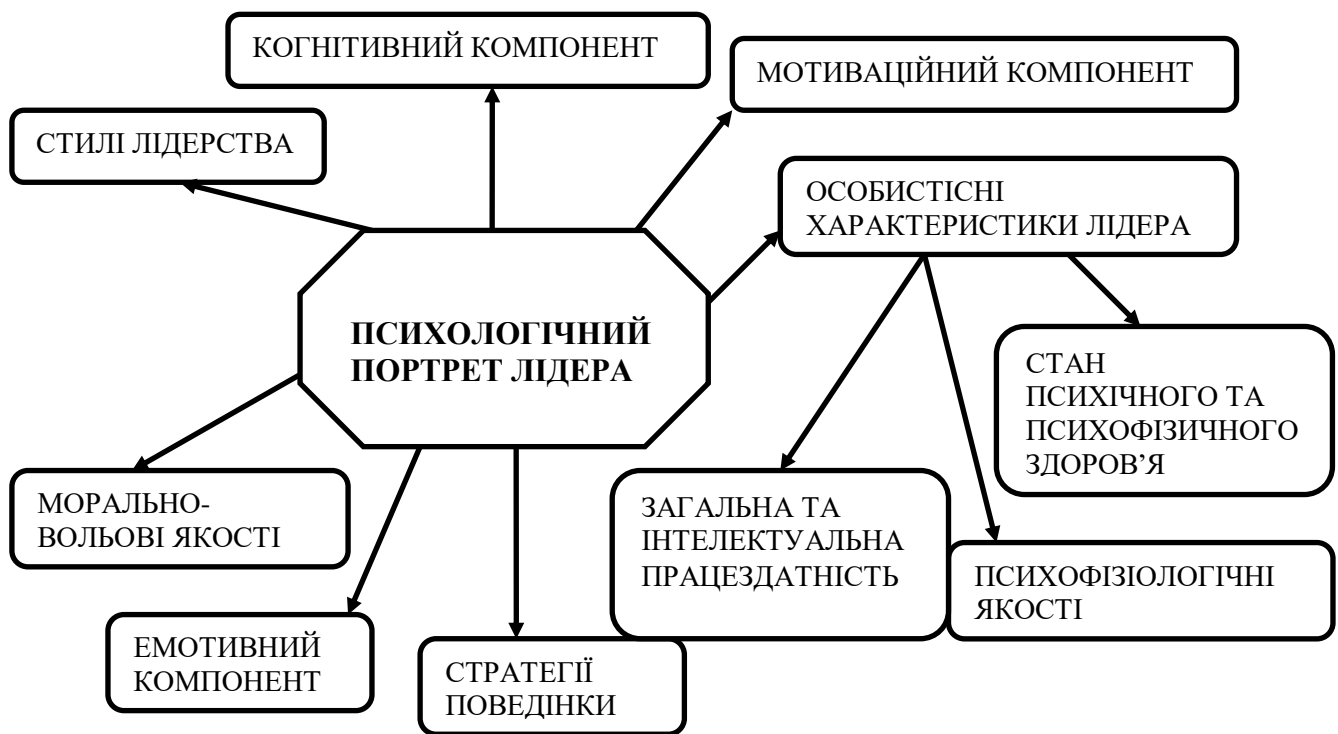 КОГНІТИВНИЙ КОМПОНЕНТ
МОТИВАЦІЙНИЙ КОМПОНЕНТ
СТИЛІ ЛІДЕРСТВА
ОСОБИСТІСНІ
ХАРАКТЕРИСТИКИ ЛІДЕРА
ПСИХОЛОГІЧНИЙ
ПОРТРЕТ ЛІДЕРА
СТАН
ПСИХІЧНОГО ТА
ПСИХОФІЗИЧНОГО
ЗДОРОВ’Я
МОРАЛЬНО-
ВОЛЬОВІ ЯКОСТІ
ЗАГАЛЬНА ТА
ІНТЕЛЕКТУАЛЬНА
ПРАЦЕЗДАТНІСТЬ
ПСИХОФІЗІОЛОГІЧНІ
ЯКОСТІ
ЕМОТИВНИЙ
КОМПОНЕНТ
СТРАТЕГІЇ
ПОВЕДІНКИ